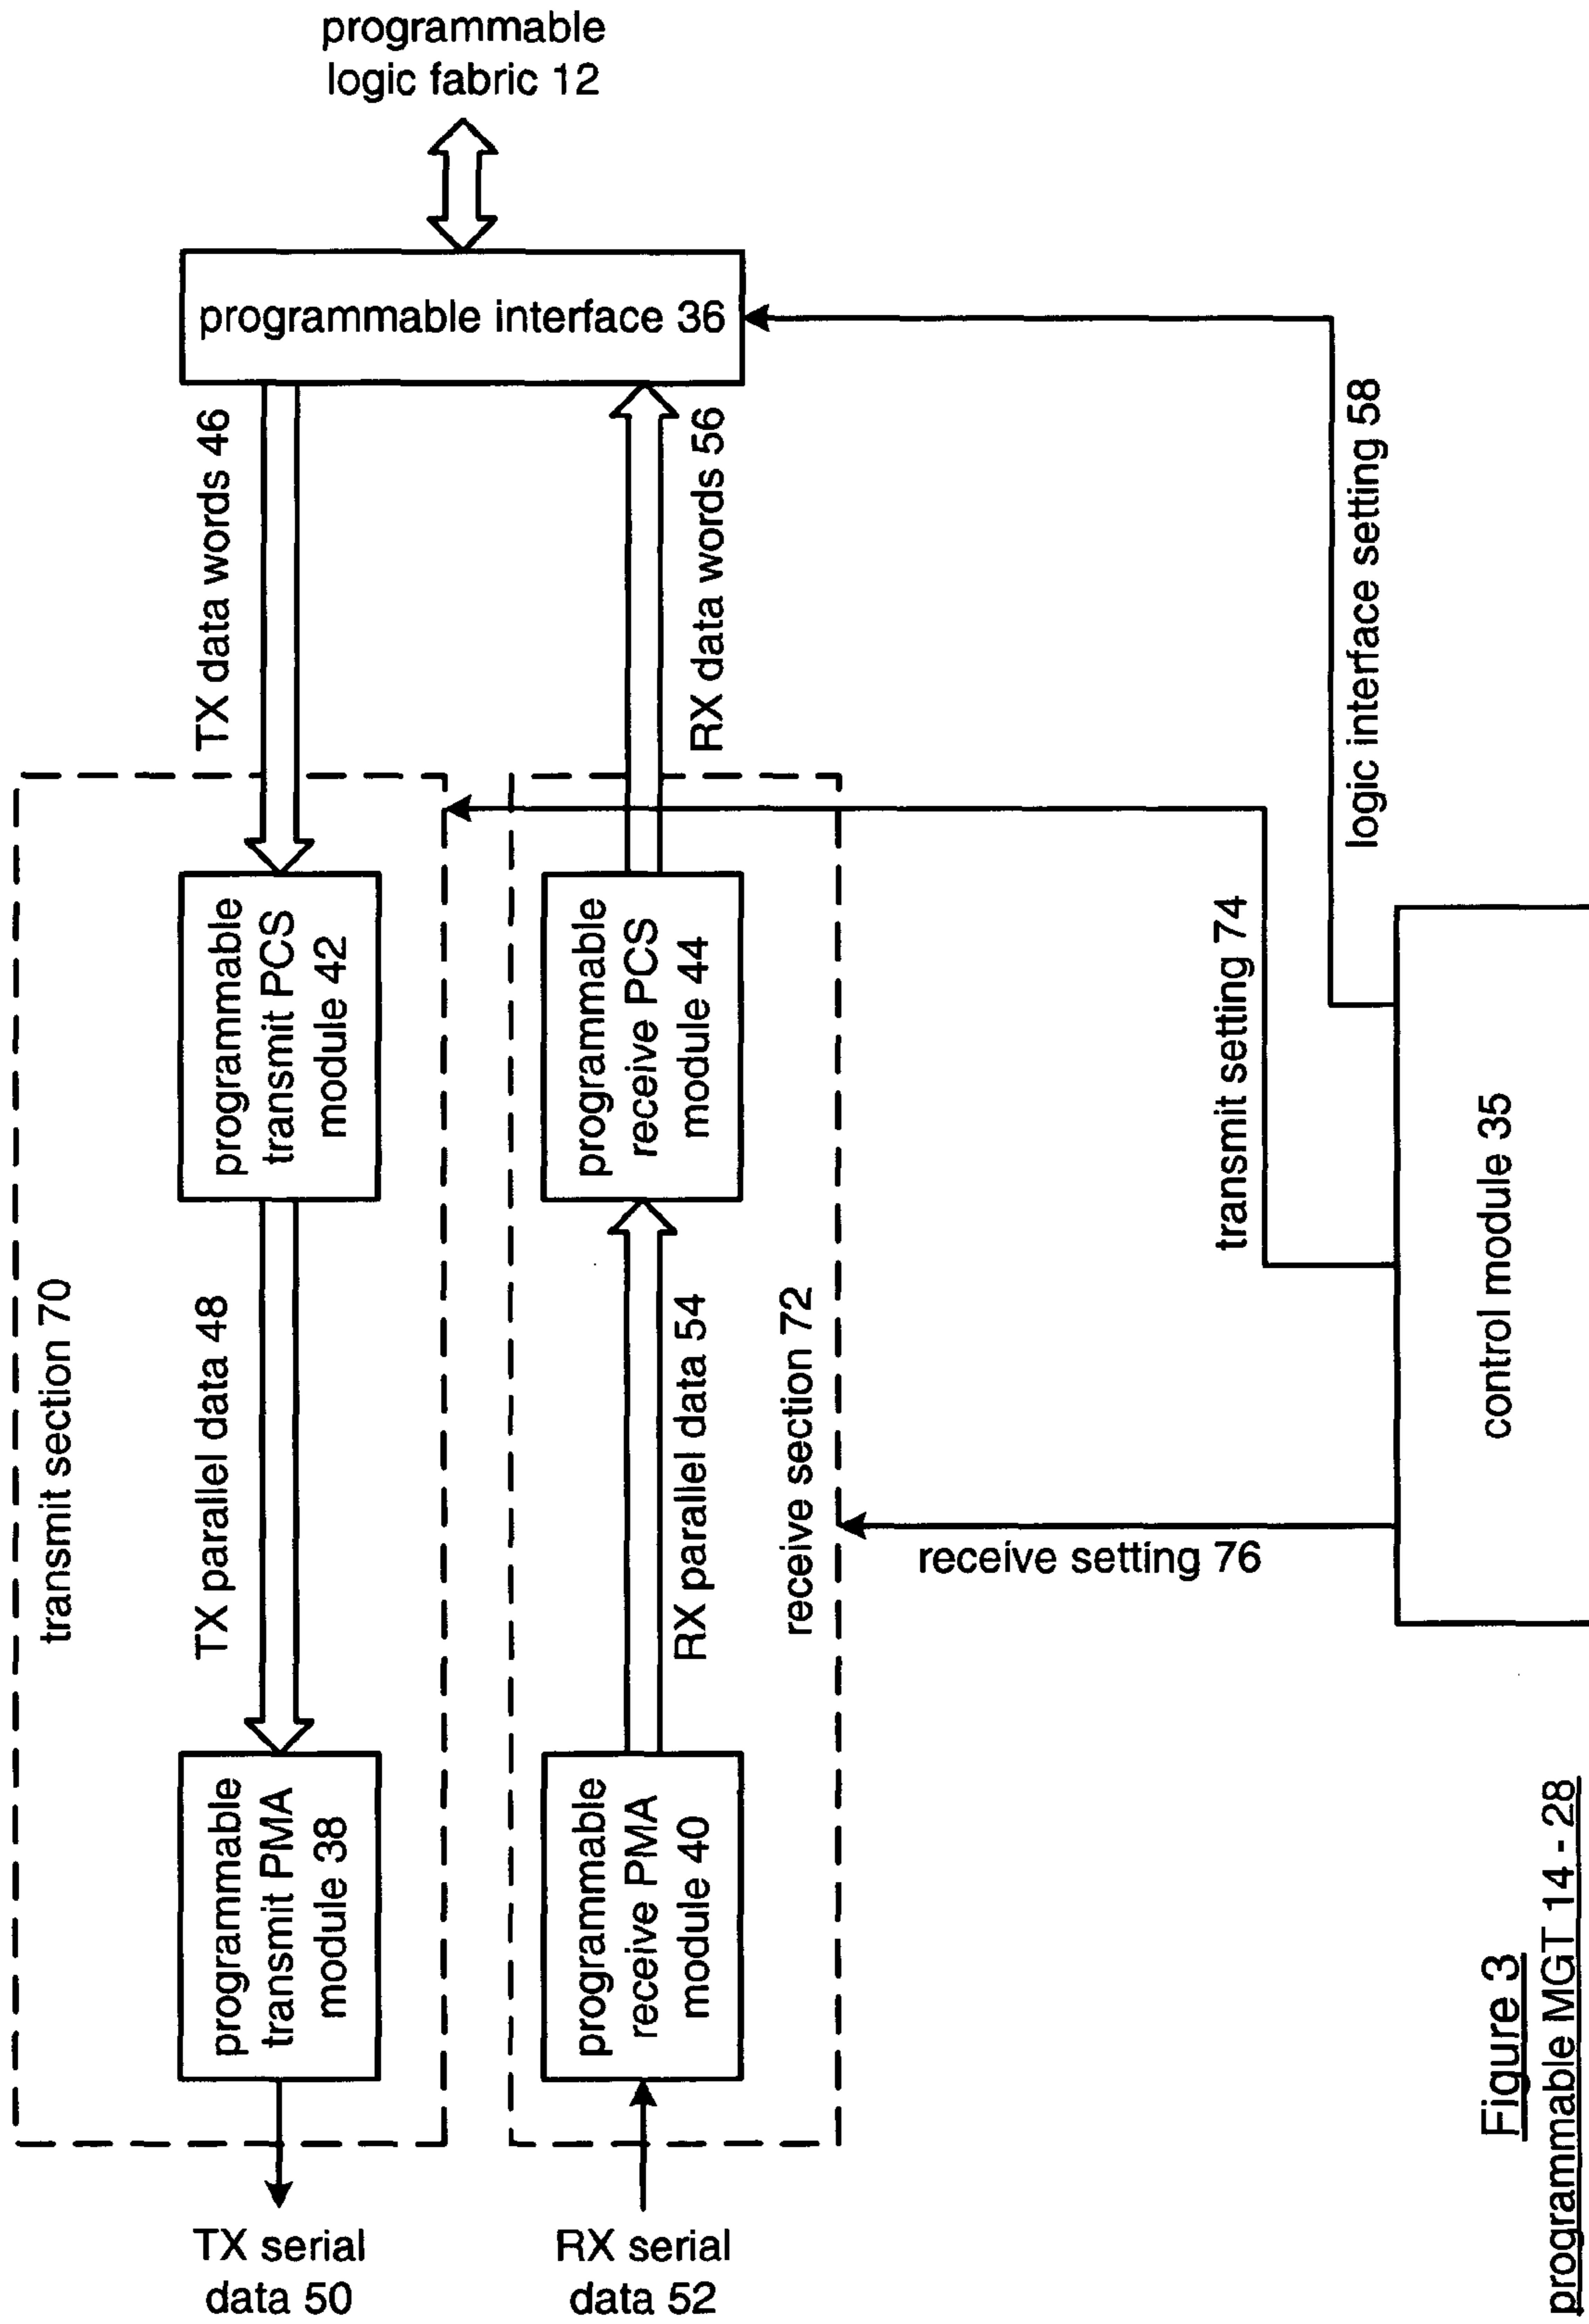 programmable
logic fabric 12
programmable interface 36
TX data words 46
RX data words 56
logic interface setting 58
programmable
transmit PCS
module 42
programmable
receive PCS
module 44
transmit setting 74
control module 35
transmit section 70
TX parallel data 48
RX parallel data 54
receive section 72
receive setting 76
programmable
transmit PMA
module 38
programmable
receive PMA
module 40
TX serial
data 50
RX serial
data 52
Figure 3
programmable MGT 14 - 28